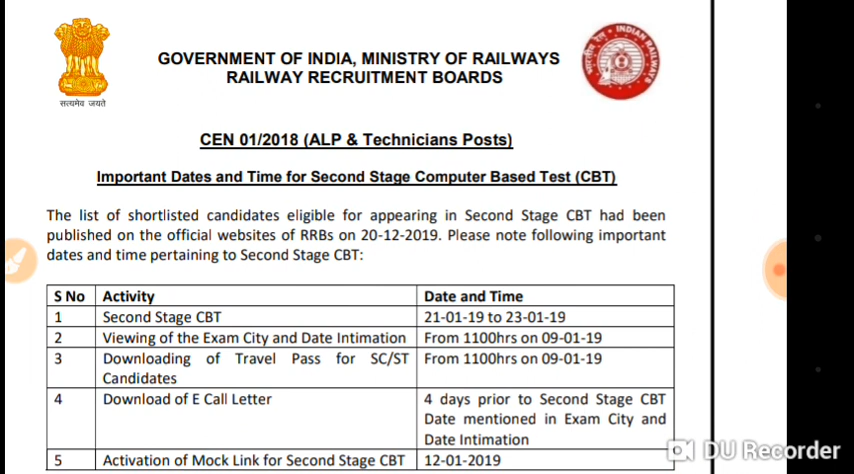 GOVERNMENT OF INDIA, MINISTRY OF RAILWAYS
RAILWAY RECRUITMENT BOARDS
सत्यमेव जयते
भारतीय रेल • INDIAN RAILWAYS
CEN 01/2018 (ALP & Technicians Posts)
Important Dates and Time for Second Stage Computer Based Test (CBT)
The list of shortlisted candidates eligible for appearing in Second Stage CBT had been
published on the official websites of RRBs on 20-12-2019. Please note following important
dates and time pertaining to Second Stage CBT:
S No Activity Date and Time
1 Second Stage CBT 21-01-19 to 23-01-19
2 Viewing of the Exam City and Date Intimation From 1100hrs on 09-01-19
3 Downloading of Travel Pass for SC/ST From 1100hrs on 09-01-19
Candidates
4 Download of E Call Letter 4 days prior to Second Stage CBT
Date mentioned in Exam City and
Date Intimation
5 Activation of Mock Link for Second Stage CBT 12-01-2019
DU Recorder